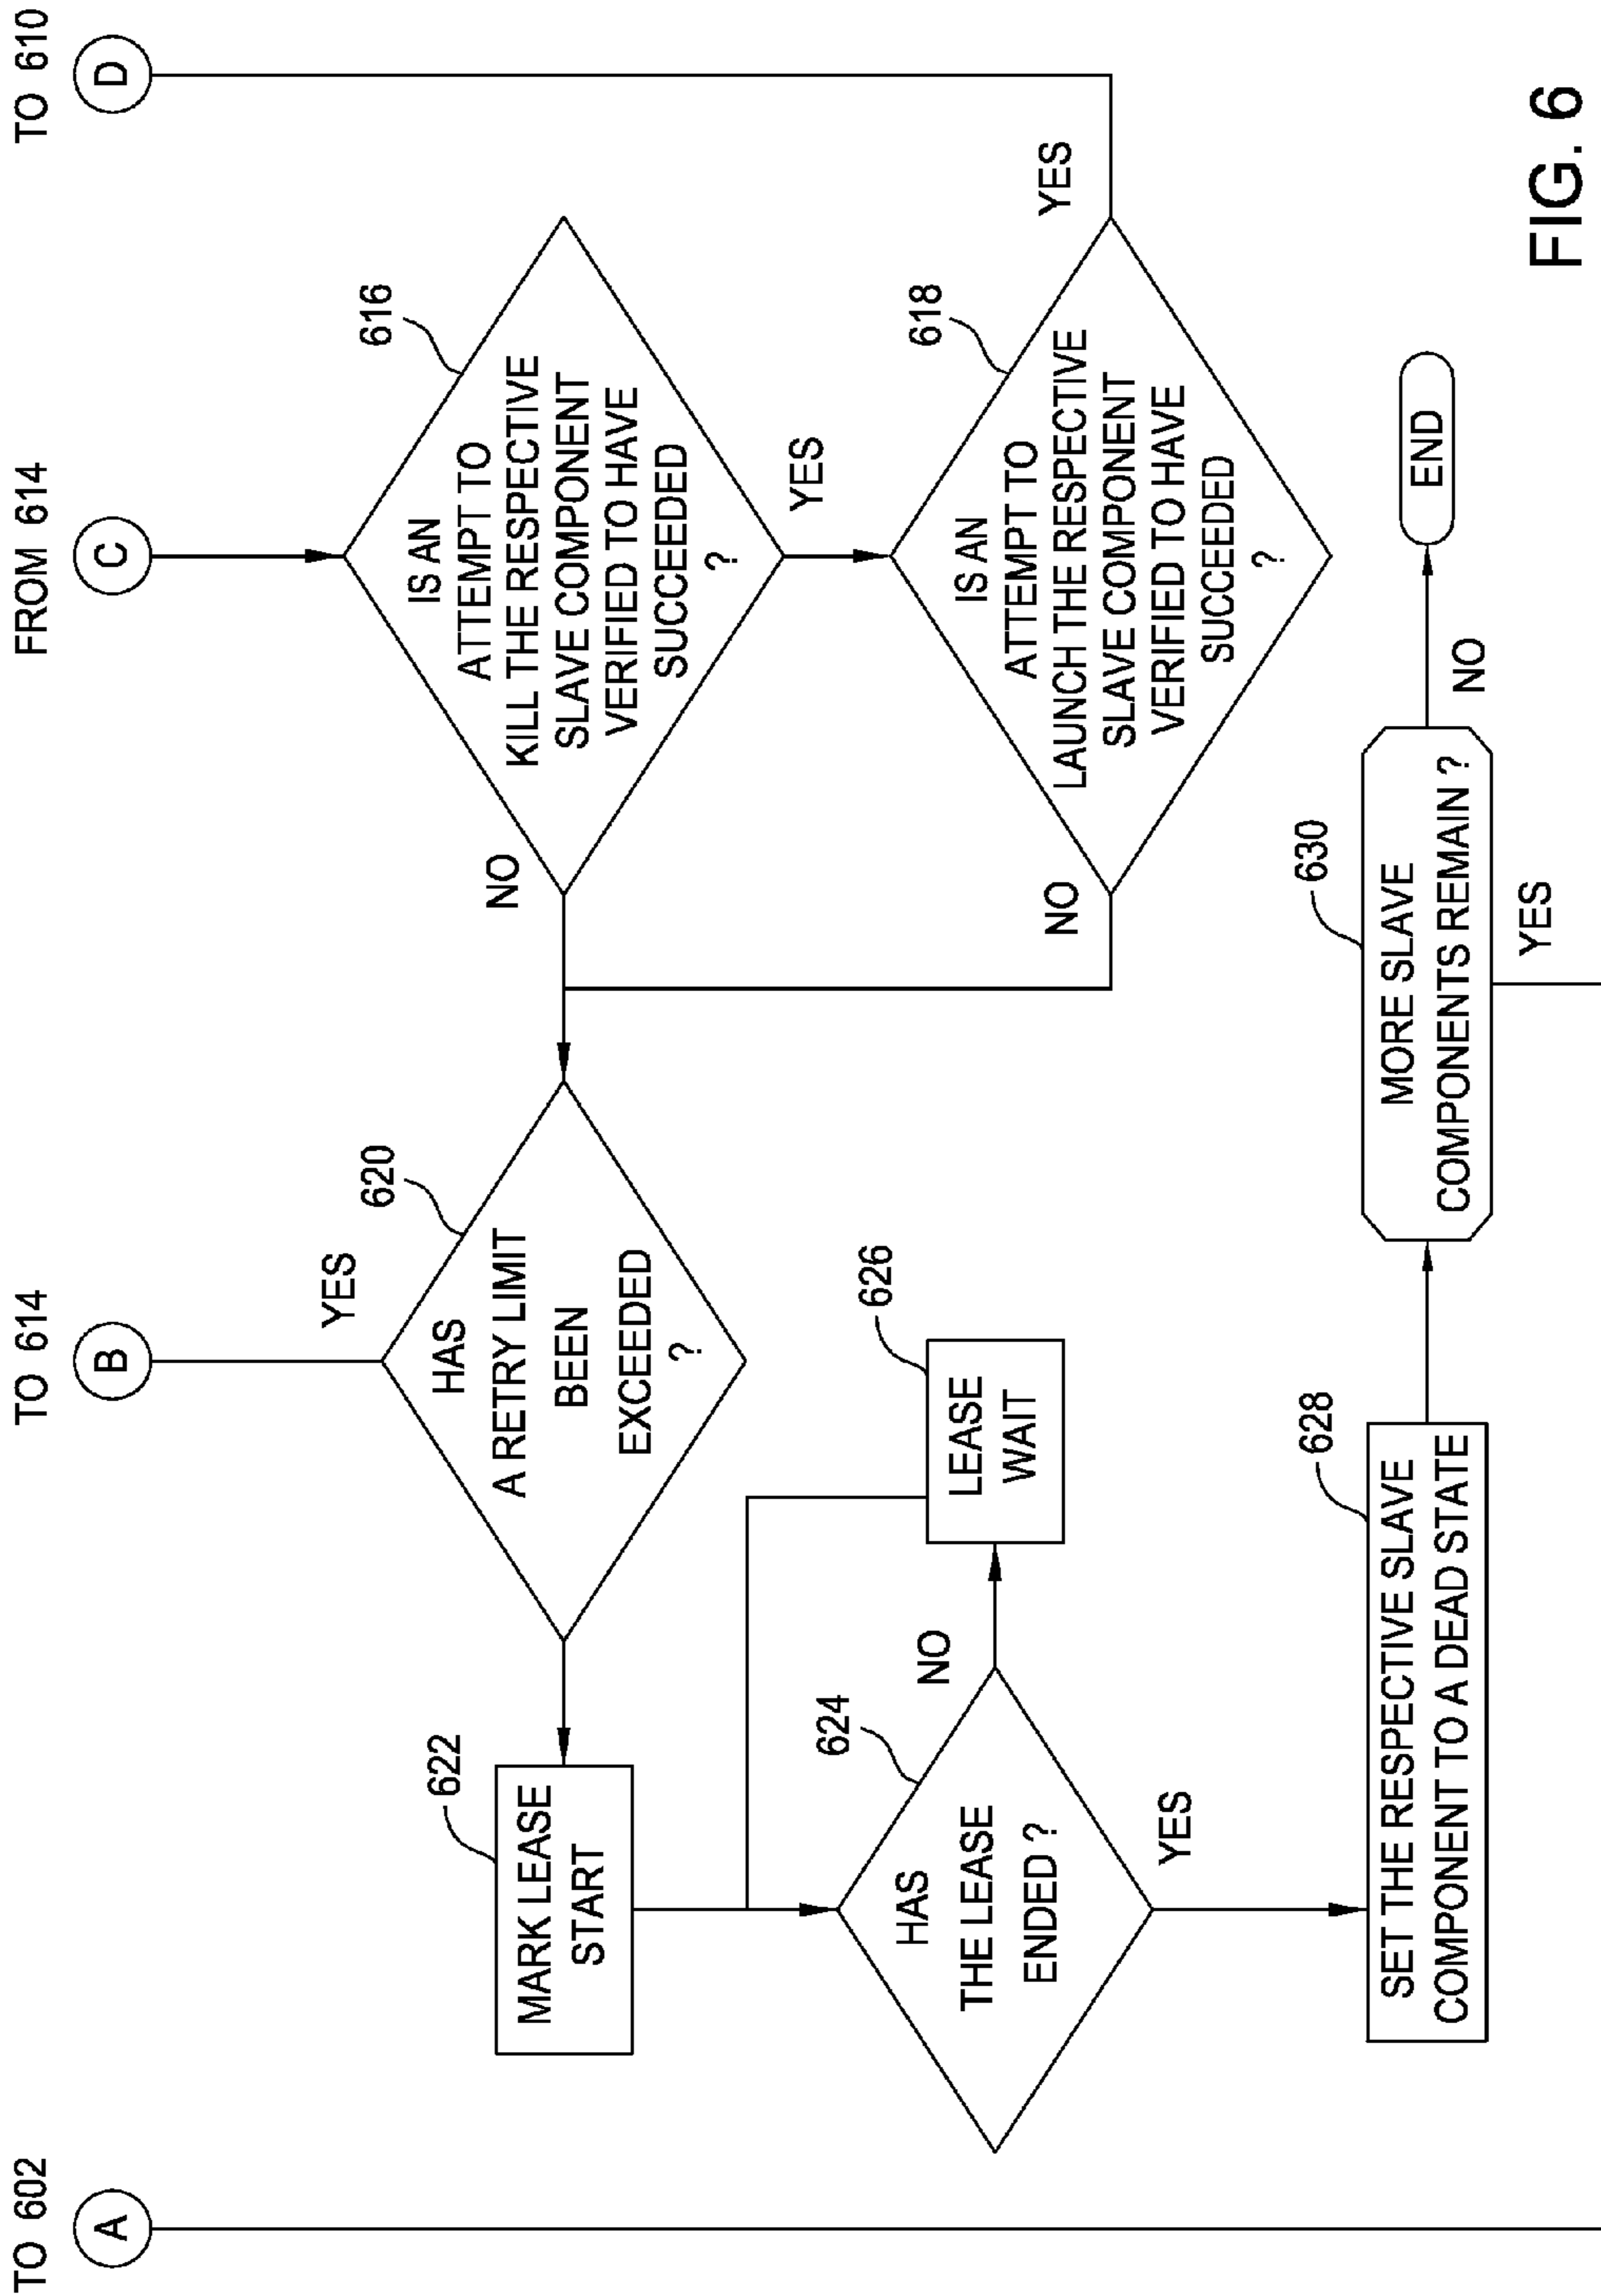 TO 602
A
TO 614
B
FROM 614
C
TO 610
D
616
IS AN
ATTEMPT TO
KILL THE RESPECTIVE
SLAVE COMPONENT
VERIFIED TO HAVE
SUCCEEDED
?
NO
YES
618
IS AN
ATTEMPT TO
LAUNCH THE RESPECTIVE
SLAVE COMPONENT
VERIFIED TO HAVE
SUCCEEDED
?
NO
YES
620
HAS
A RETRY LIMIT
BEEN
EXCEEDED
?
YES
622
MARK LEASE
START
624
HAS
THE LEASE
ENDED ?
NO
YES
626
LEASE
WAIT
628
SET THE RESPECTIVE SLAVE
COMPONENT TO A DEAD STATE
630
MORE SLAVE
COMPONENTS REMAIN ?
NO
YES
END
FIG. 6